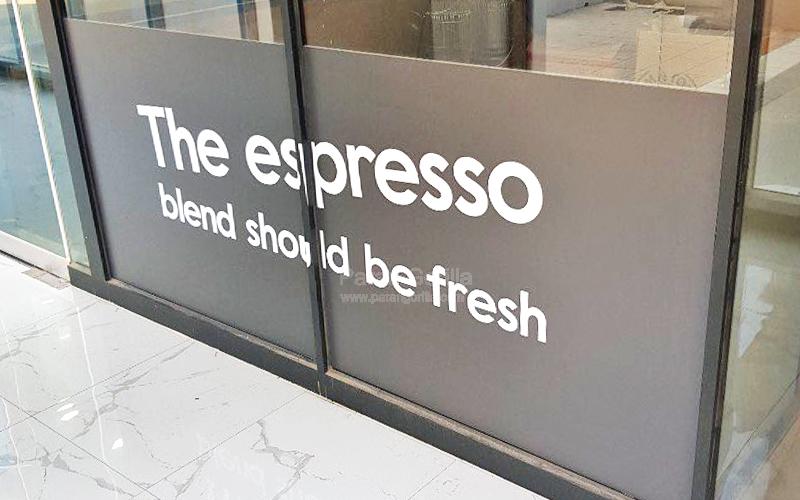 The espresso
blend should be fresh